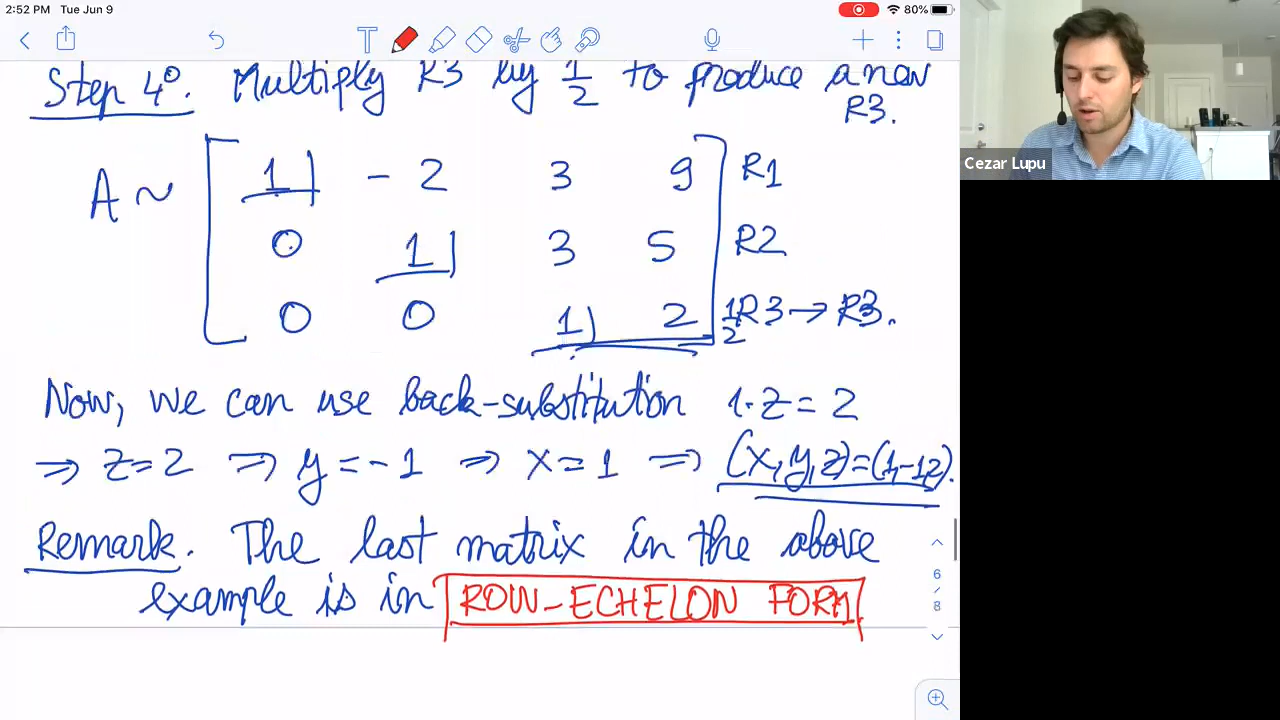 2:52 PM Tue Jun 9
80%
Step 4°. Multiply R3 by 1/2 to produce a new
R3.
A ~ [ 1 -2 3 9 ] R1
0 1 3 5 R2
0 0 1 2 1/2 R3 → R3.
Now, we can use back-substitution 1·z = 2
⇒ z = 2 ⇒ y = -1 ⇒ x = 1 ⇒ (x, y, z) = (1, -1, 2).
Remark. The last matrix in the above
example is in ROW-ECHELON FORM
6
/
8
Cezar Lupu